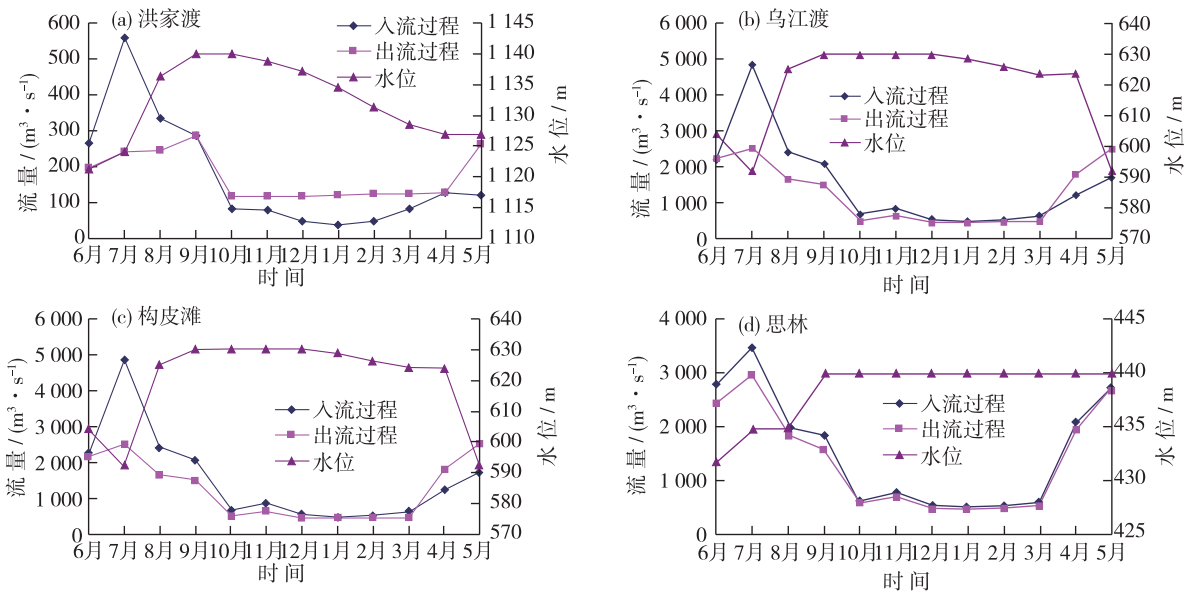 (a) 洪家渡
入流过程
出流过程
水位
流量 / (m³·s⁻¹)
600
500
400
300
200
100
0
1 145
1 140
1 135
1 130
1 125
1 120
1 115
1 110
水位 / m
6月 7月 8月 9月 10月 11月 12月 1月 2月 3月 4月 5月
时间
(b) 乌江渡
入流过程
出流过程
水位
流量 / (m³·s⁻¹)
6 000
5 000
4 000
3 000
2 000
1 000
0
640
630
620
610
600
590
580
570
水位 / m
6月 7月 8月 9月 10月 11月 12月 1月 2月 3月 4月 5月
时间
(c) 构皮滩
入流过程
出流过程
水位
流量 / (m³·s⁻¹)
6 000
5 000
4 000
3 000
2 000
1 000
0
640
630
620
610
600
590
580
570
水位 / m
6月 7月 8月 9月 10月 11月 12月 1月 2月 3月 4月 5月
时间
(d) 思林
入流过程
出流过程
水位
流量 / (m³·s⁻¹)
4 000
3 000
2 000
1 000
0
445
440
435
430
425
水位 / m
6月 7月 8月 9月 10月 11月 12月 1月 2月 3月 4月 5月
时间